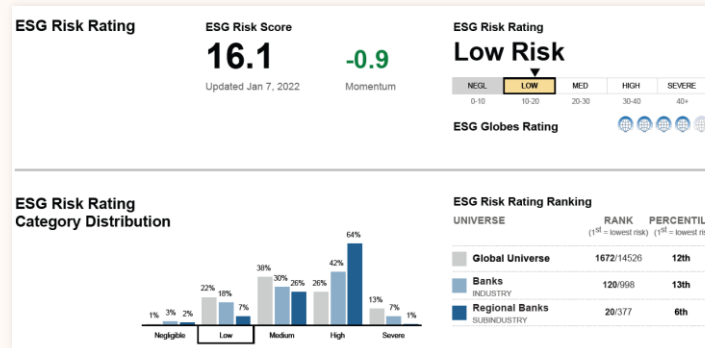 ESG Risk Rating
ESG Risk Score
16.1
Updated Jan 7, 2022
-0.9
Momentum
ESG Risk Rating
Low Risk
NEGL LOW MED HIGH SEVERE
0-10 10-20 20-30 30-40 40+
ESG Globes Rating
ESG Risk Rating
Category Distribution
1% 3% 2% 22% 18% 7% 38% 30% 26% 26% 42% 64% 13% 7% 1%
Negligible Low Medium High Severe
ESG Risk Rating Ranking
UNIVERSE RANK PERCENTIL
(1st = lowest risk) (1st = lowest ris
Global Universe 1672/14526 12th
Banks 120/998 13th
INDUSTRY
Regional Banks 20/377 6th
SUBINDUSTRY